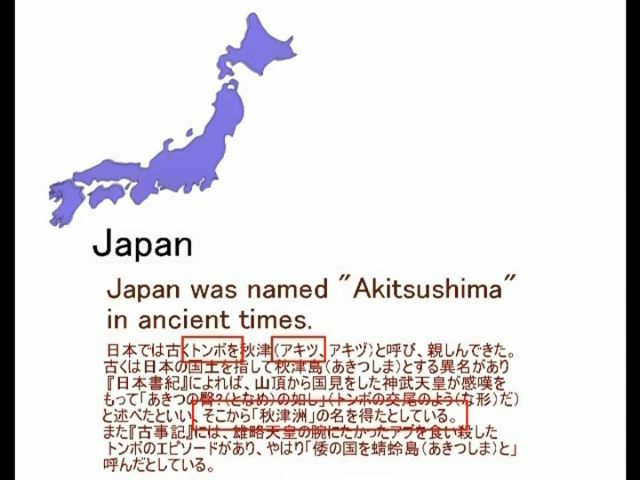 Japan
Japan was named "Akitsushima"
in ancient times.
日本では古くトンボを秋津（アキツ、アキヅ）と呼び、親しんできた。
古くは日本の国土を指して秋津島（あきつしま）とする異名があり
『日本書紀』によれば、山頂から国見をした神武天皇が感嘆を
もって「あきつの臀?（となめ）の如し」（トンボの交尾のような形）だ）
と述べたといい、そこから「秋津洲」の名を得たとしている。
また『古事記』には、雄略天皇の腕にたかったアブを食い殺した
トンボのエピソードがあり、やはり「倭の国を蜻蛉島（あきつしま）と」
呼んだとしている。